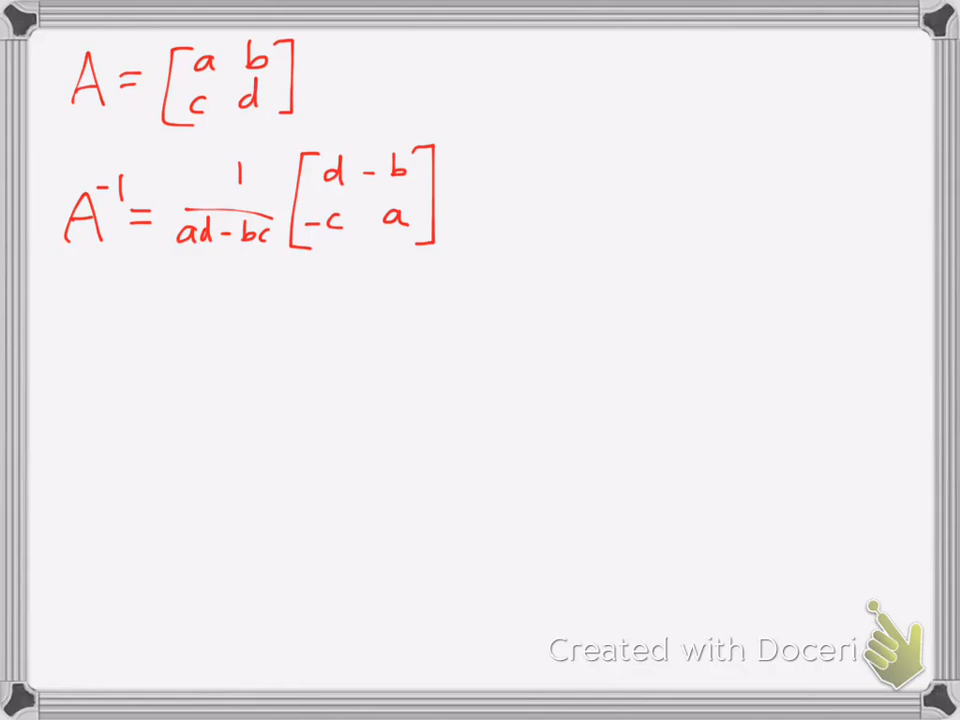 A = [a b
c d]
A⁻¹ = 1/(ad - bc) [d - b
-c a]
Created with Doceri